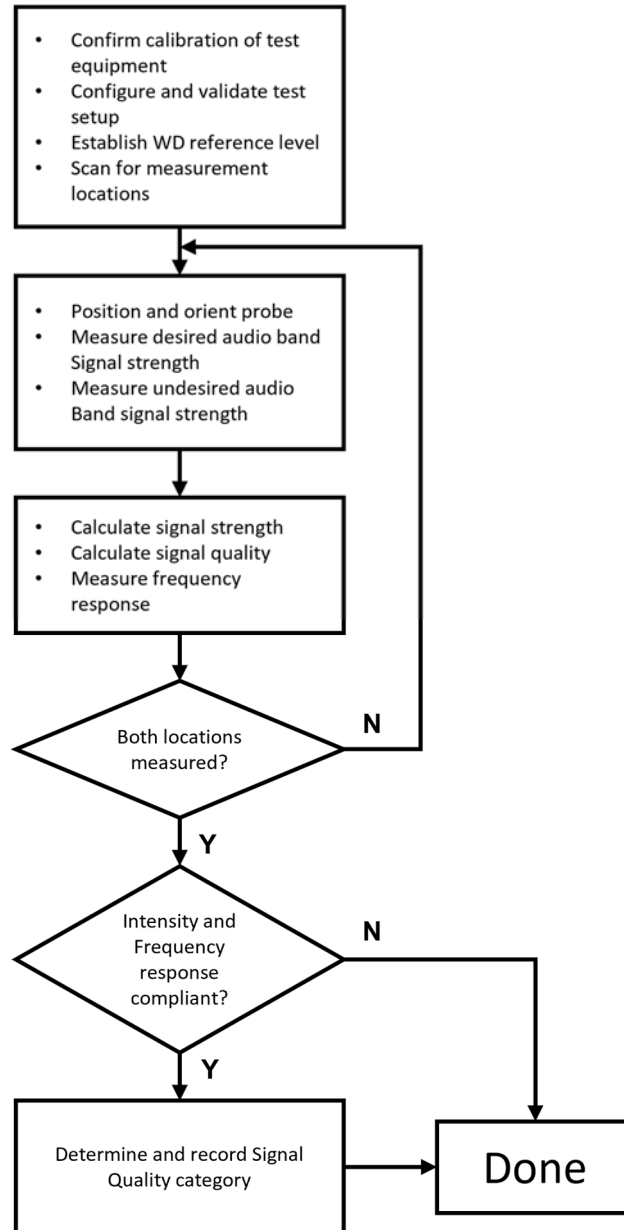 • Confirm calibration of test
equipment
• Configure and validate test
setup
• Establish WD reference level
• Scan for measurement
locations
• Position and orient probe
• Measure desired audio band
Signal strength
• Measure undesired audio
Band signal strength
• Calculate signal strength
• Calculate signal quality
• Measure frequency
response
Both locations
measured?
N
Y
Intensity and
Frequency
response
compliant?
N
Y
Determine and record Signal
Quality category
Done